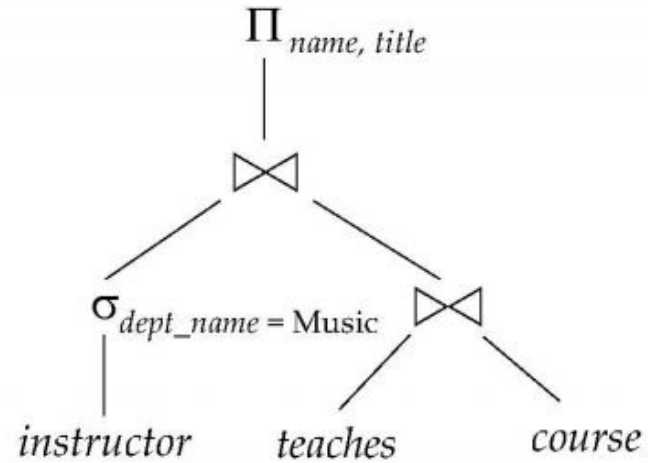 Π name, title
⋈
σ dept_name = Music
⋈
instructor
teaches
course